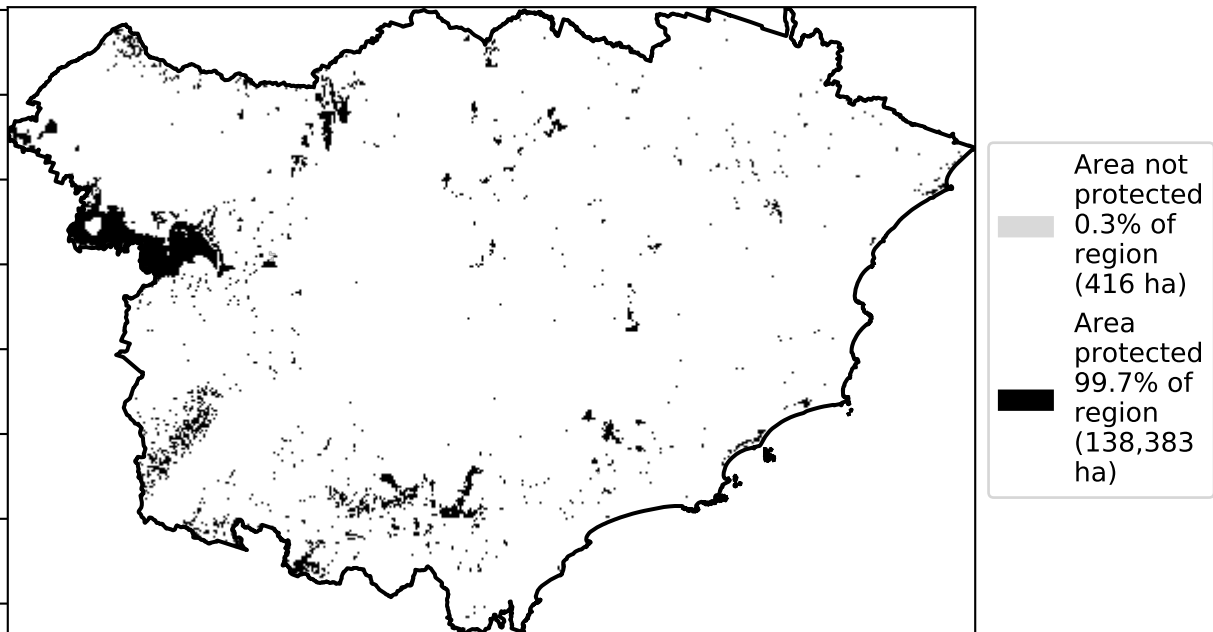 Area not
protected
0.3% of
region
(416 ha)
Area
protected
99.7% of
region
(138,383
ha)